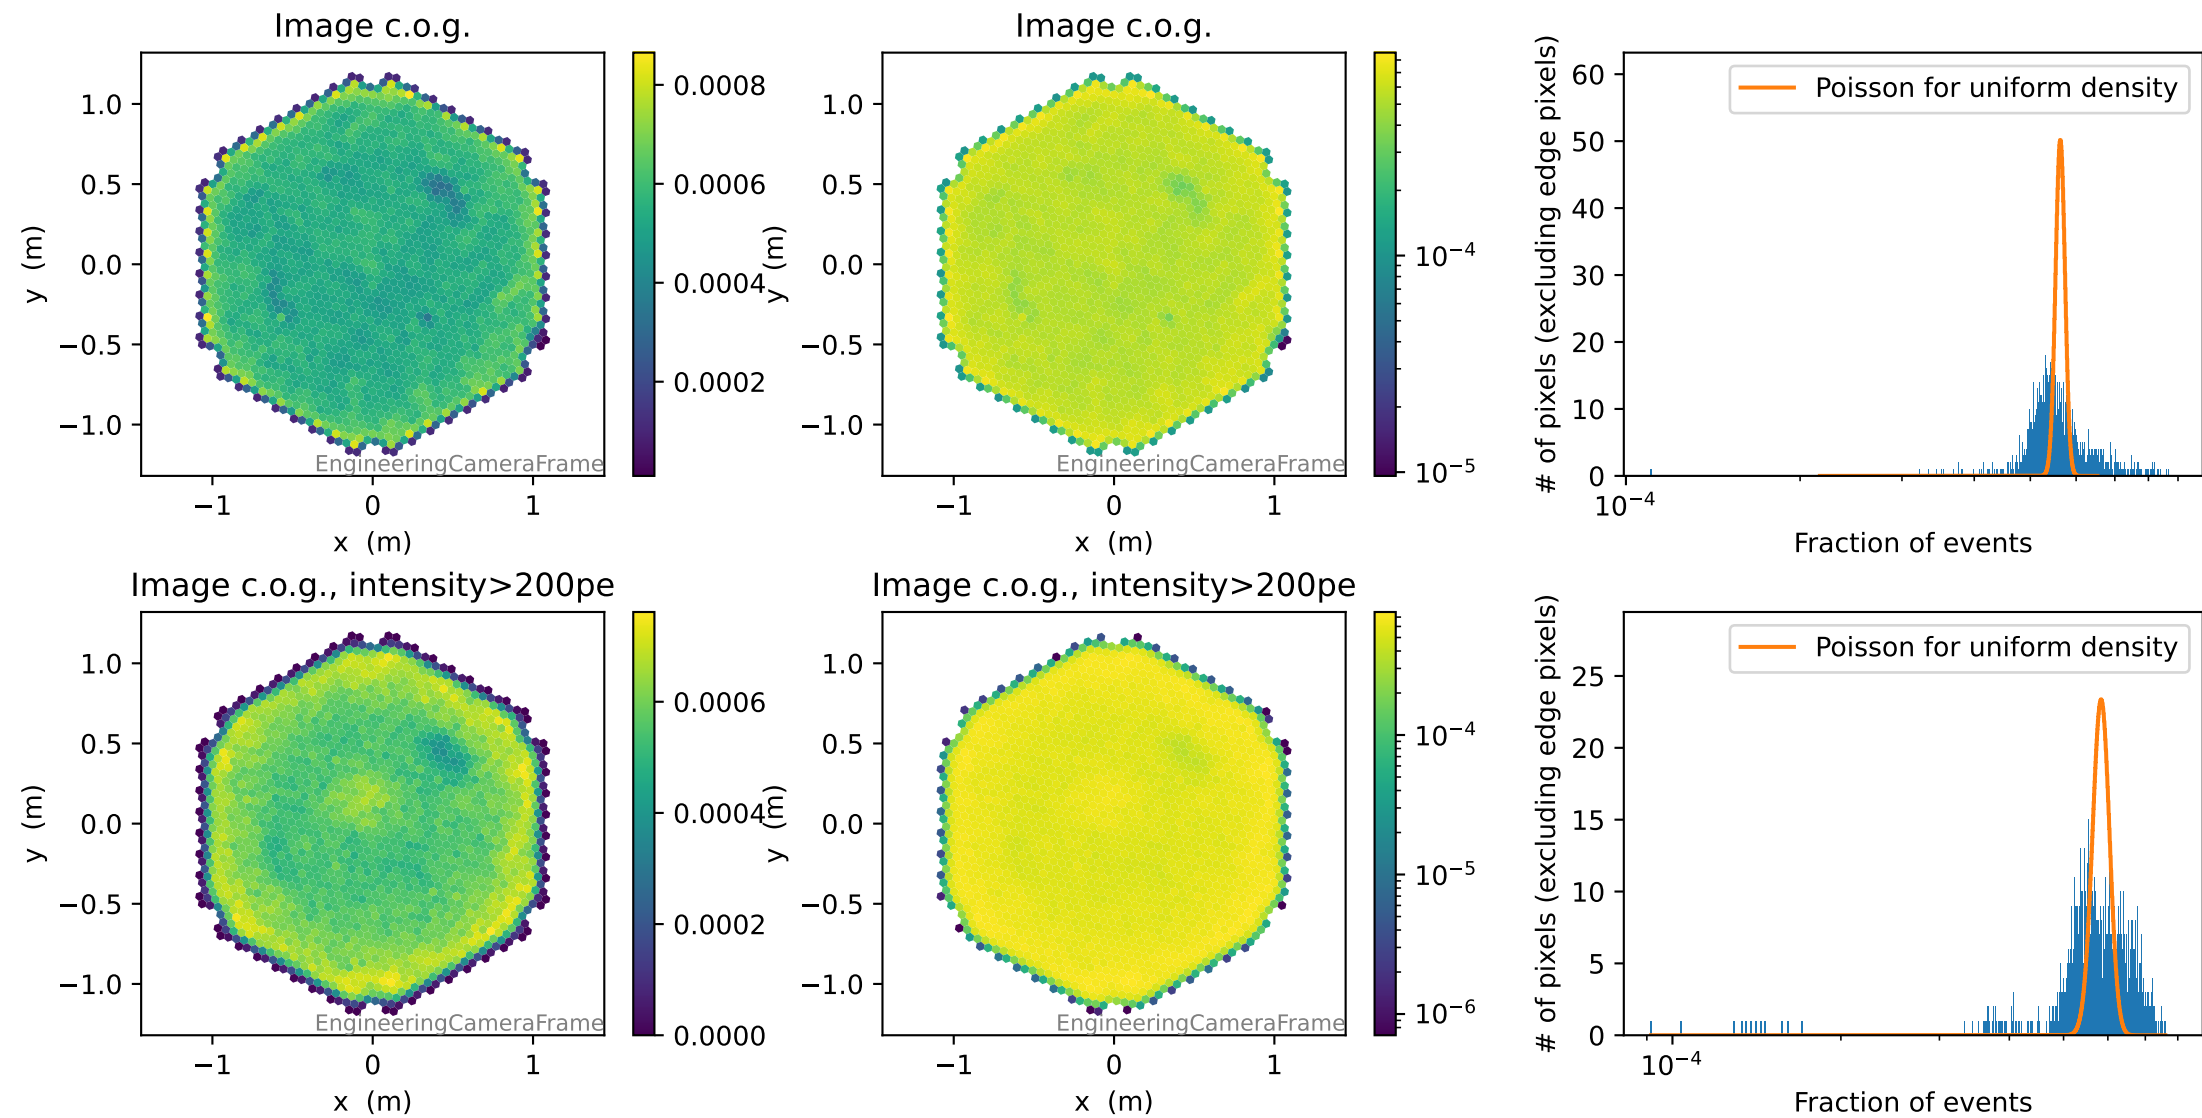 Image c.o.g.
y (m)
1.0
0.5
0.0
−0.5
−1.0
−1
0
1
x (m)
EngineeringCameraFrame
0.0008
0.0006
0.0004
0.0002
Image c.o.g.
y (m)
1.0
0.5
0.0
−0.5
−1.0
−1
0
1
x (m)
EngineeringCameraFrame
10⁻⁴
10⁻⁵
# of pixels (excluding edge pixels)
60
50
40
30
20
10
0
Poisson for uniform density
10⁻⁴
Fraction of events
Image c.o.g., intensity>200pe
y (m)
1.0
0.5
0.0
−0.5
−1.0
−1
0
1
x (m)
EngineeringCameraFrame
0.0006
0.0004
0.0002
0.0000
Image c.o.g., intensity>200pe
y (m)
1.0
0.5
0.0
−0.5
−1.0
−1
0
1
x (m)
EngineeringCameraFrame
10⁻⁴
10⁻⁵
10⁻⁶
# of pixels (excluding edge pixels)
25
20
15
10
5
0
Poisson for uniform density
10⁻⁴
Fraction of events